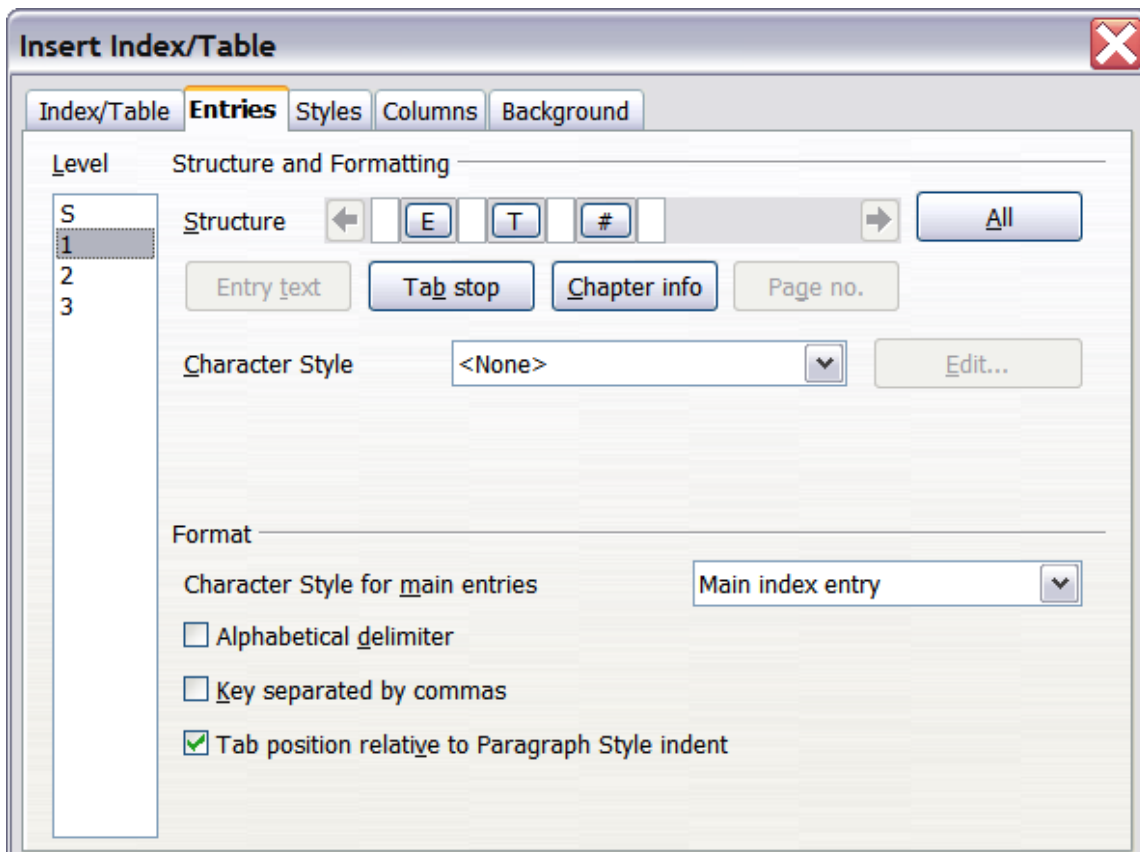 Insert Index/Table
Index/Table Entries Styles Columns Background
Level Structure and Formatting
S
1
2
3
Structure E T # All
Entry text Tab stop Chapter info Page no.
Character Style <None> Edit...
Format
Character Style for main entries Main index entry
Alphabetical delimiter
Key separated by commas
Tab position relative to Paragraph Style indent